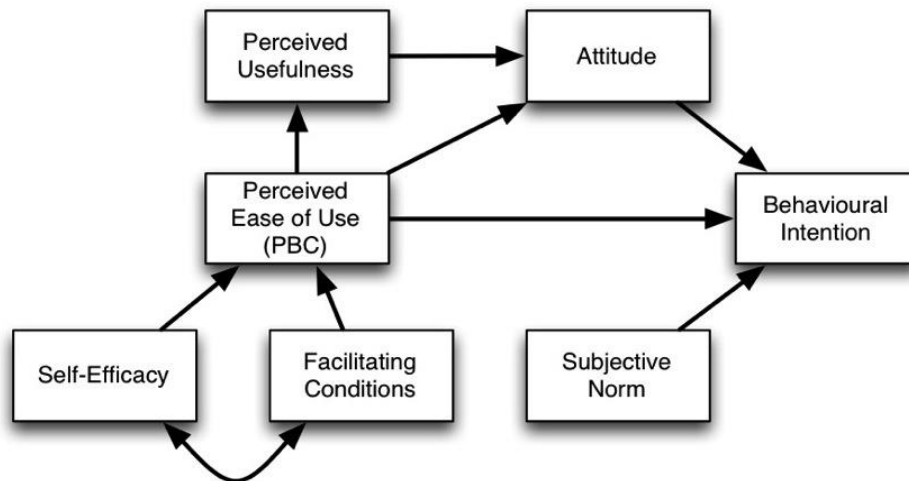 Perceived
Usefulness
Attitude
Perceived
Ease of Use
(PBC)
Behavioural
Intention
Self-Efficacy
Facilitating
Conditions
Subjective
Norm